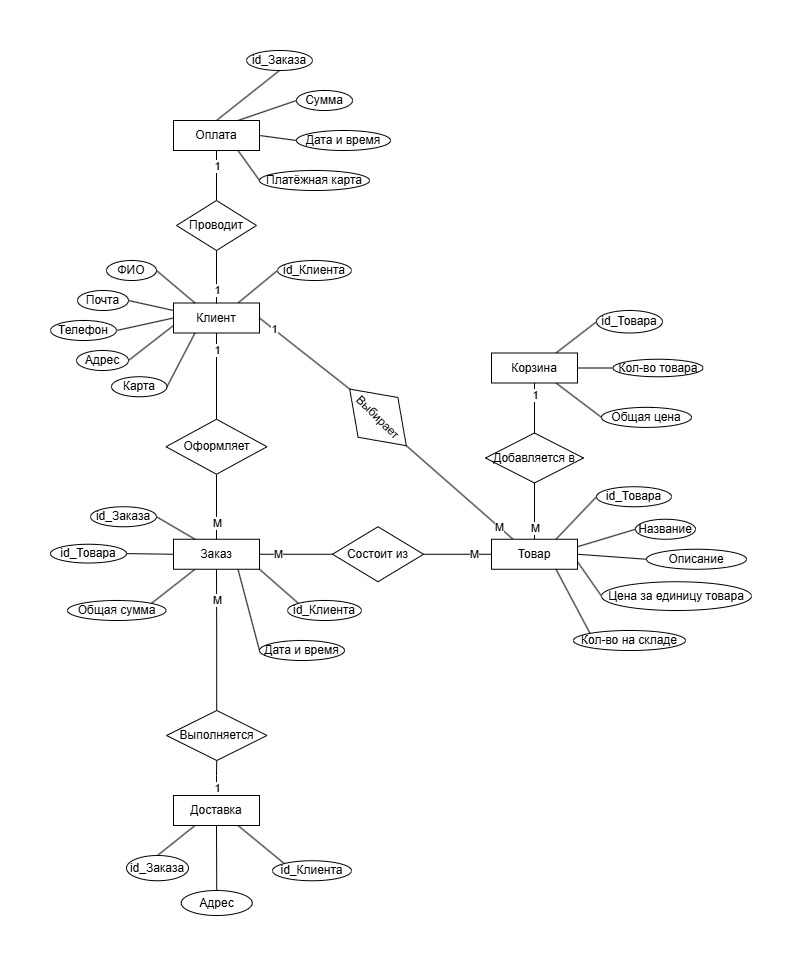 id_Заказа
Сумма
Оплата
Дата и время
1
Платёжная карта
Проводит
ФИО
id_Клиента
1
Почта
Клиент
id_Товара
Телефон
1
1
Адрес
Корзина
Кол-во товара
Карта
1
Выбирает
Общая цена
Оформляет
Добавляется в
id_Товара
id_Заказа
М
М
М
Название
id_Товара
Заказ
М
Состоит из
М
Товар
Описание
Цена за единицу товара
М
Общая сумма
id_Клиента
Кол-во на складе
Дата и время
Выполняется
1
Доставка
id_Заказа
id_Клиента
Адрес